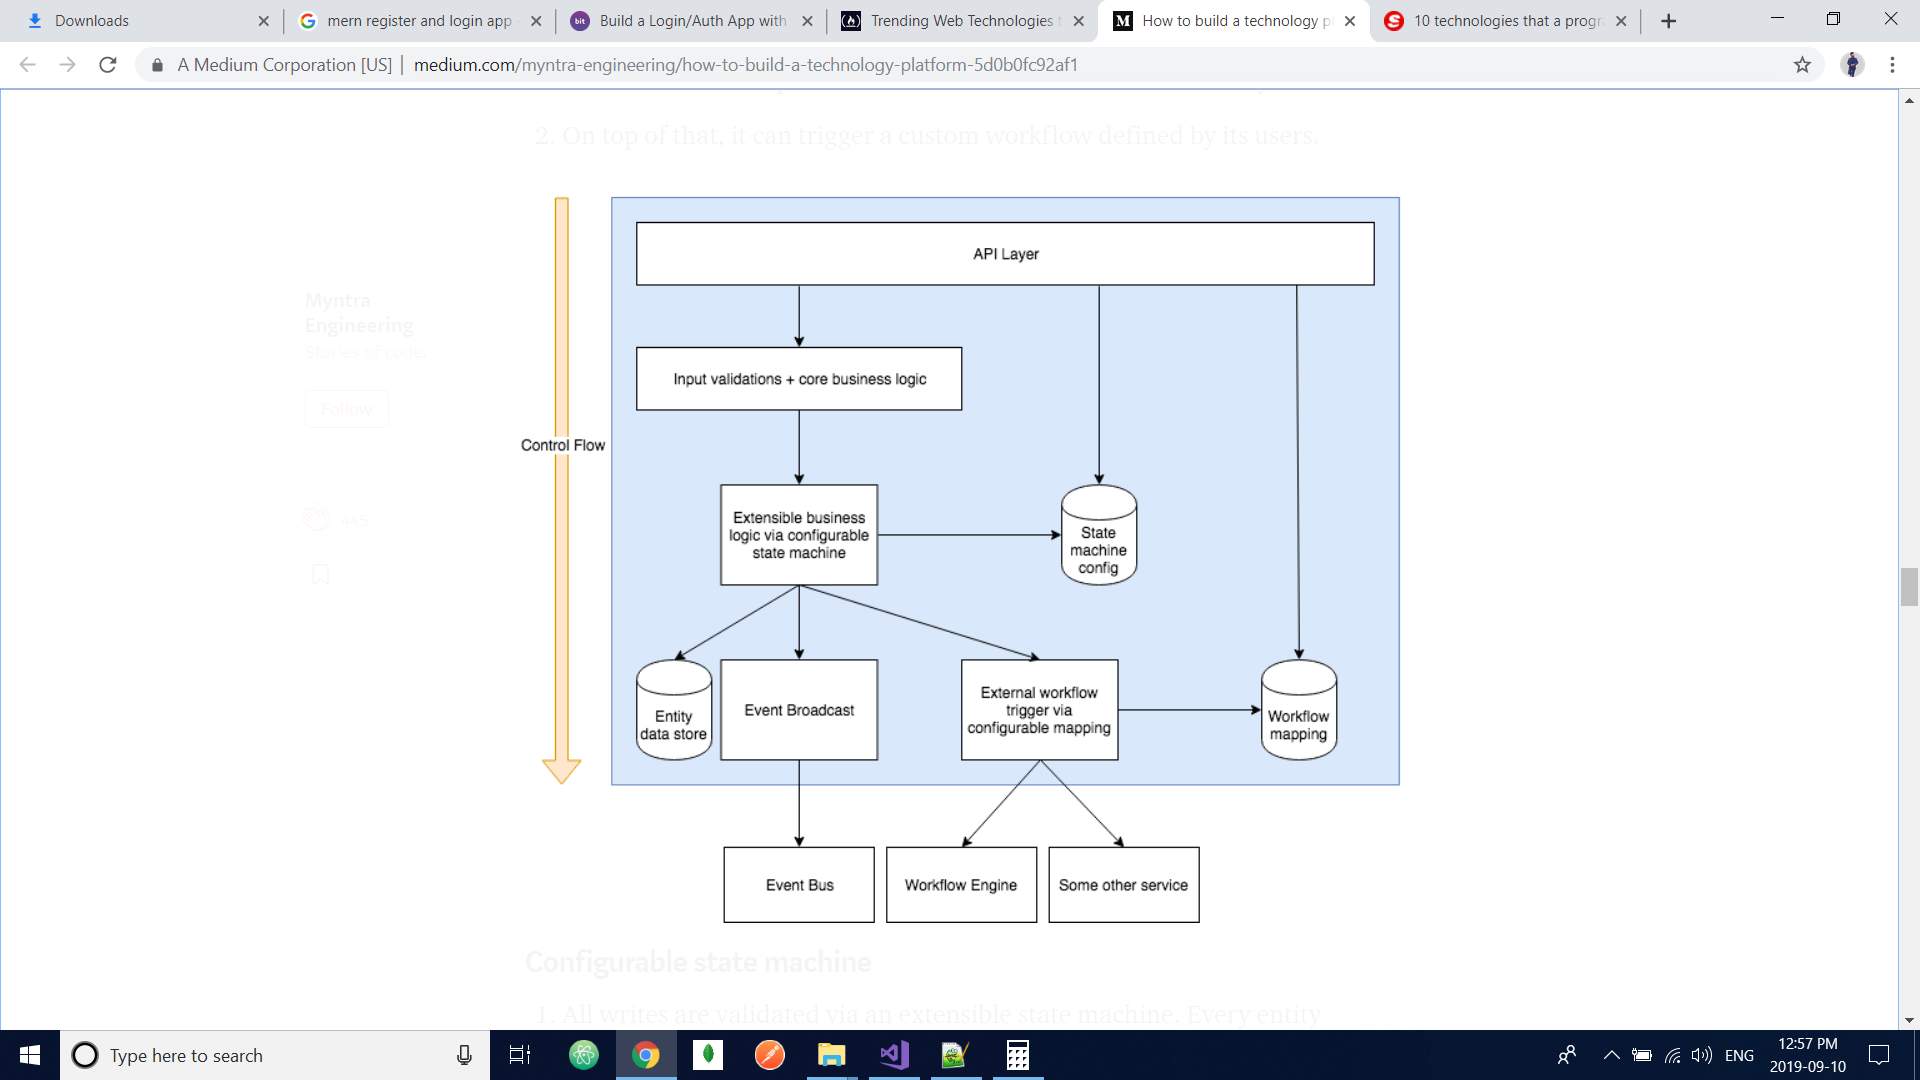 Downloads
mern register and login app
Build a Login/Auth App with
Trending Web Technologies t
How to build a technology pl
10 technologies that a progra
A Medium Corporation [US] | medium.com/myntra-engineering/how-to-build-a-technology-platform-5d0b0fc92af1
2. On top of that, it can trigger a custom workflow defined by its users.
Myntra
Engineering
Stories of code.
Follow
445
Control Flow
API Layer
Input validations + core business logic
Extensible business
logic via configurable
state machine
State
machine
config
Entity
data store
Event Broadcast
External workflow
trigger via
configurable mapping
Workflow
mapping
Event Bus
Workflow Engine
Some other service
Configurable state machine
1. All writes are validated via an extensible state machine. Every entity
Type here to search
ENG
12:57 PM
2019-09-10